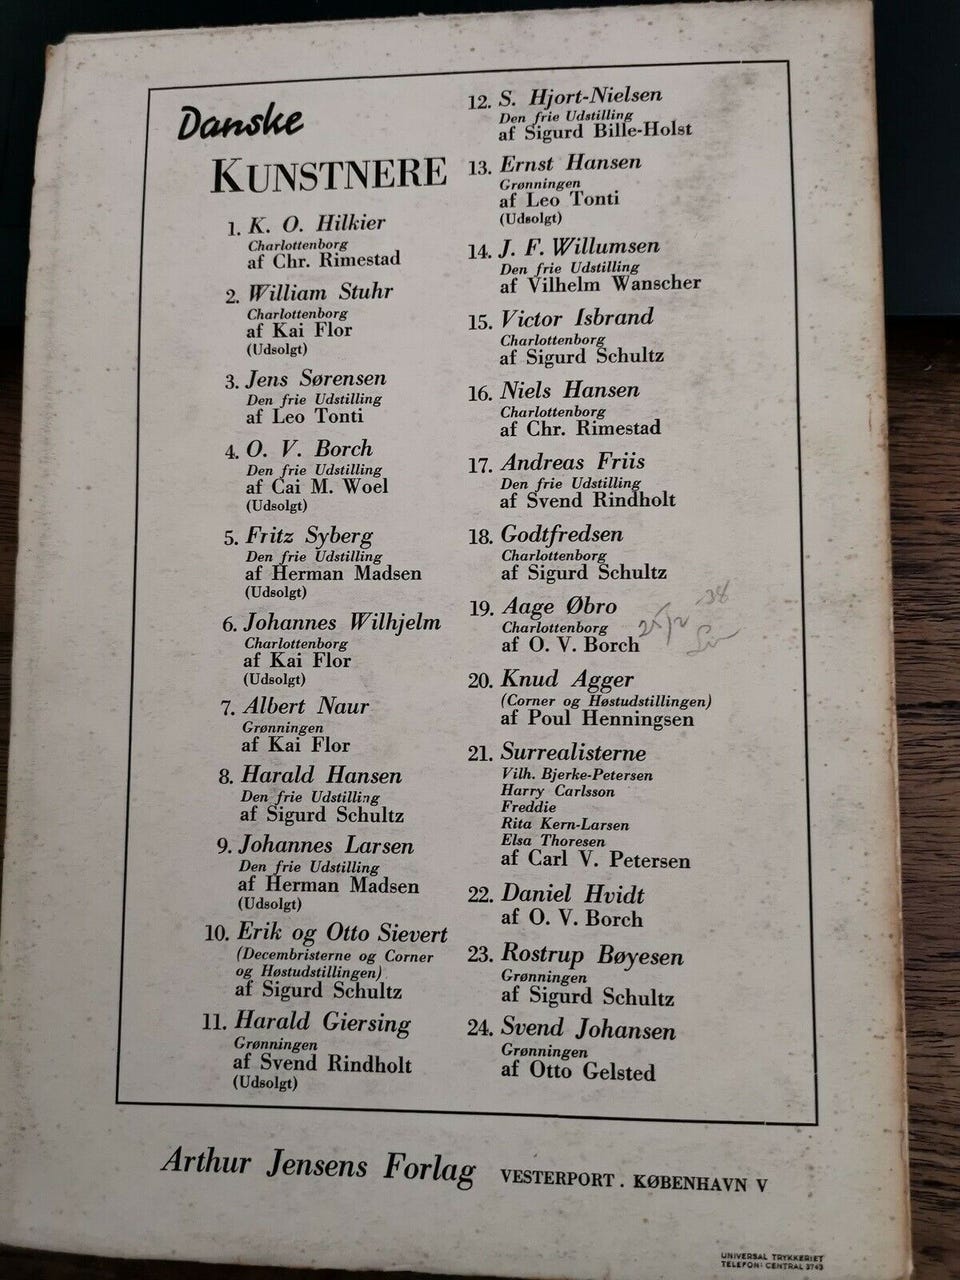 Danske
KUNSTNERE
1. K. O. Hilkier
Charlottenborg
af Chr. Rimestad
2. William Stuhr
Charlottenborg
af Kai Flor
(Udsolgt)
3. Jens Sørensen
Den frie Udstilling
af Leo Tonti
4. O. V. Borch
Den frie Udstilling
af Cai M. Woel
(Udsolgt)
5. Fritz Syberg
Den frie Udstilling
af Herman Madsen
(Udsolgt)
6. Johannes Wilhjelm
Charlottenborg
af Kai Flor
(Udsolgt)
7. Albert Naur
Grønningen
af Kai Flor
8. Harald Hansen
Den frie Udstilling
af Sigurd Schultz
9. Johannes Larsen
Den frie Udstilling
af Herman Madsen
(Udsolgt)
10. Erik og Otto Sievert
(Decembristerne og Corner
og Høstudstillingen)
af Sigurd Schultz
11. Harald Giersing
Grønningen
af Svend Rindholt
(Udsolgt)
12. S. Hjort-Nielsen
Den frie Udstilling
af Sigurd Bille-Holst
13. Ernst Hansen
Grønningen
af Leo Tonti
(Udsolgt)
14. J. F. Willumsen
Den frie Udstilling
af Vilhelm Wanscher
15. Victor Isbrand
Charlottenborg
af Sigurd Schultz
16. Niels Hansen
Charlottenborg
af Chr. Rimestad
17. Andreas Friis
Den frie Udstilling
af Svend Rindholt
18. Godtfredsen
Charlottenborg
af Sigurd Schultz
19. Aage Øbro
Charlottenborg
af O. V. Borch
20. Knud Agger
(Corner og Høstudstillingen)
af Poul Henningsen
21. Surrealisterne
Vilh. Bjerke-Petersen
Harry Carlsson
Freddie
Rita Kern-Larsen
Elsa Thoresen
af Carl V. Petersen
22. Daniel Hvidt
af O. V. Borch
23. Rostrup Bøyesen
Grønningen
af Sigurd Schultz
24. Svend Johansen
Grønningen
af Otto Gelsted
Arthur Jensens Forlag VESTERPORT . KØBENHAVN V
UNIVERSAL TRYKKERIET
TELEFON: CENTRAL 3743